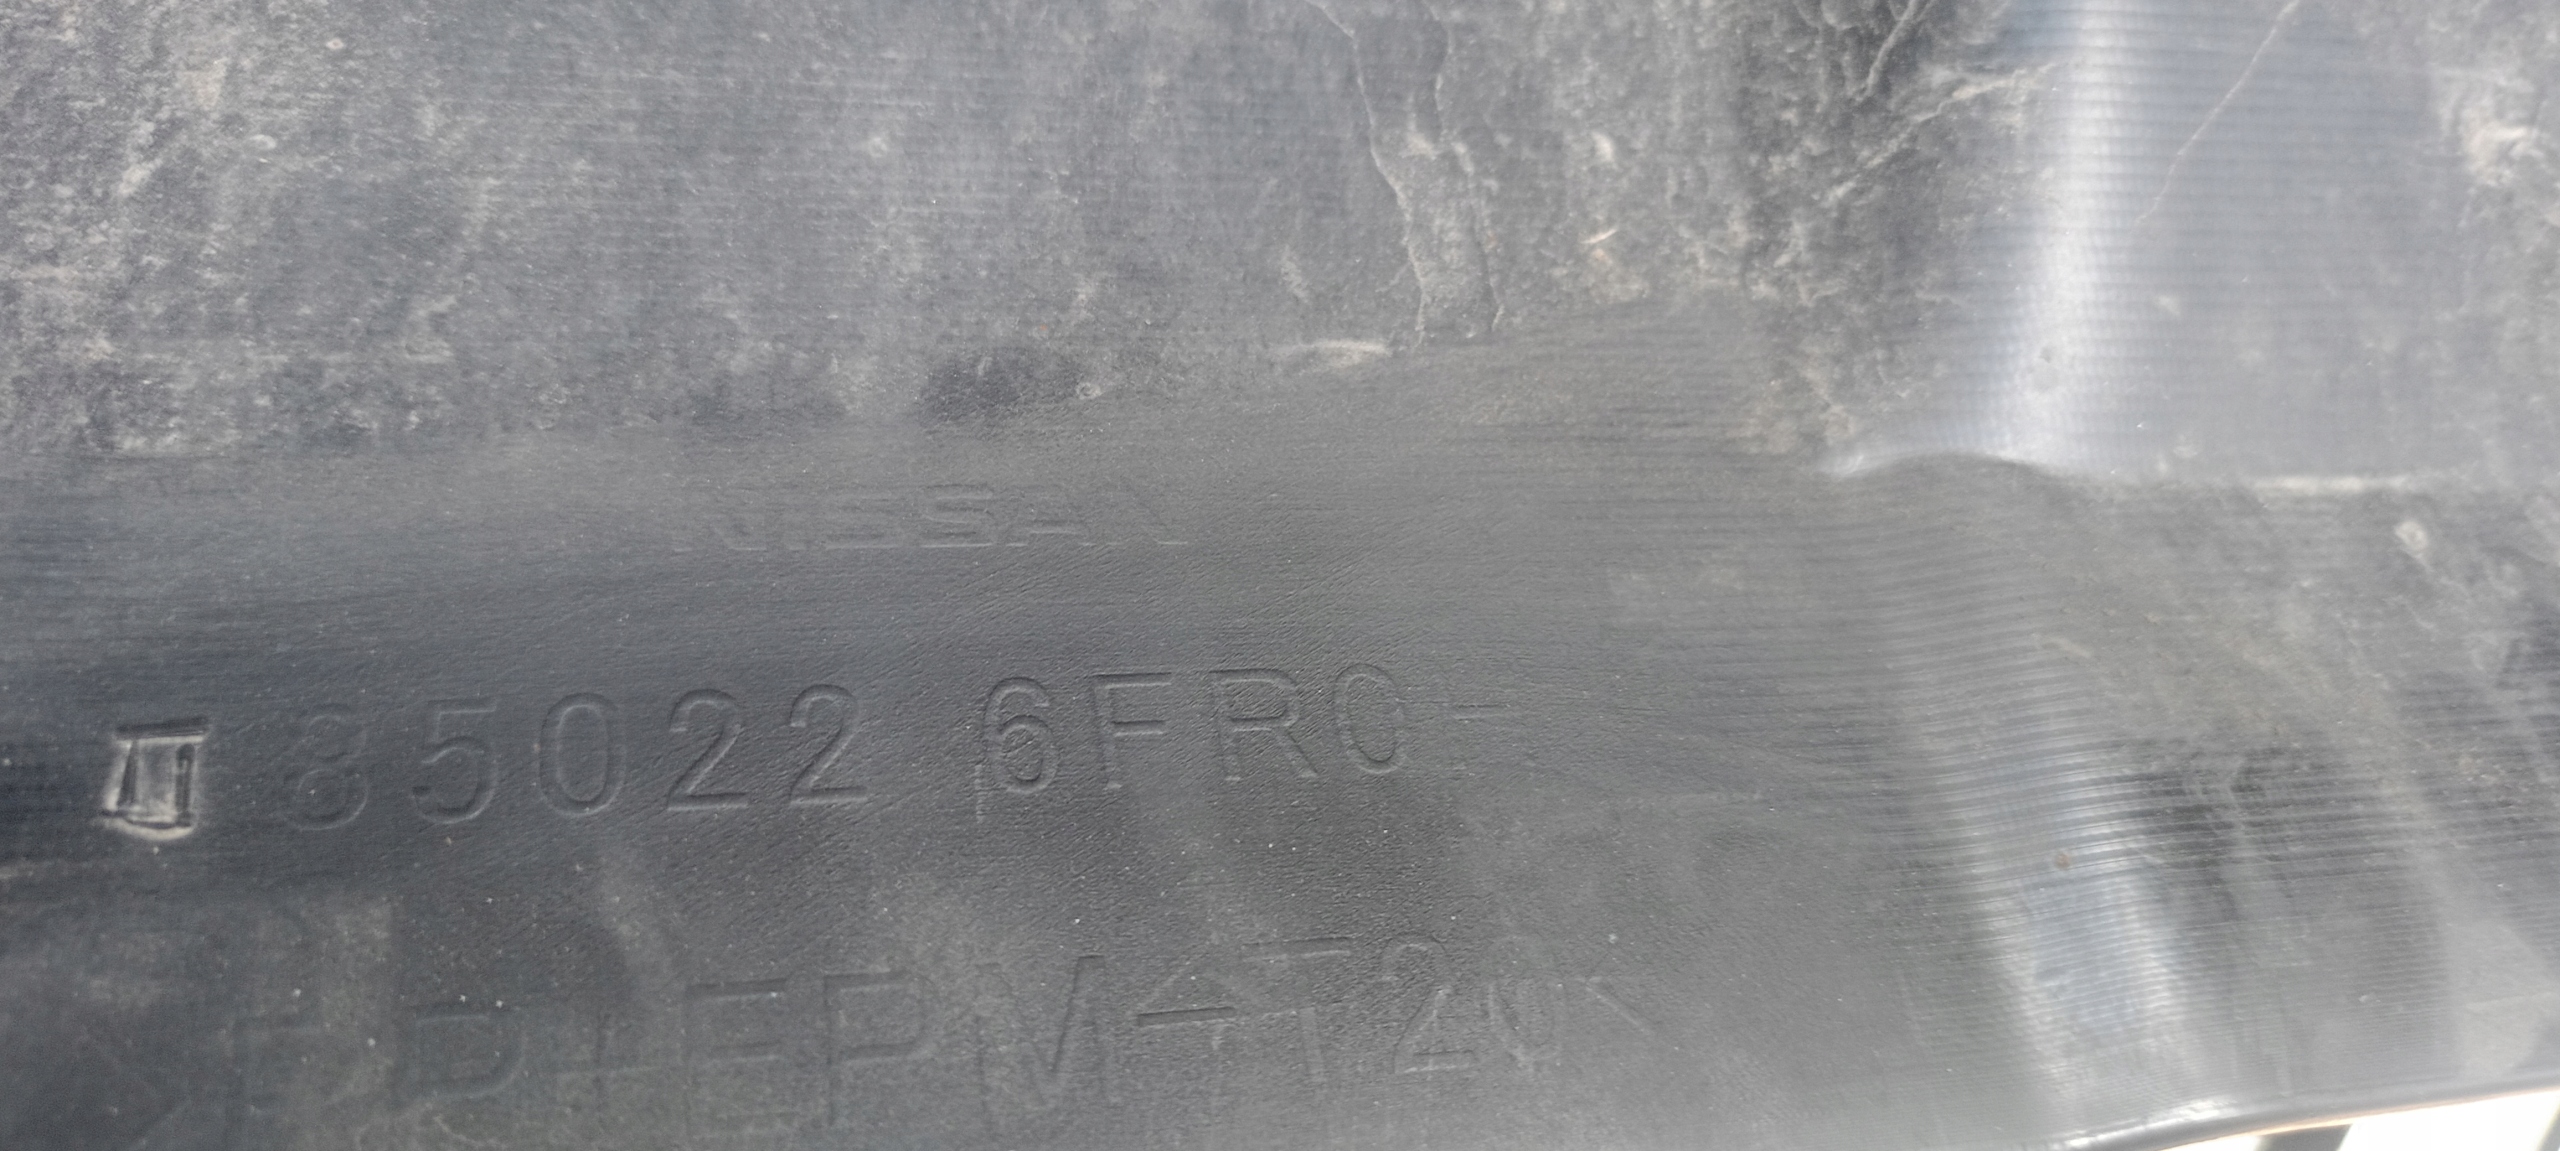 NISSAN
85022 6FR0
>PP+EPM-T20<